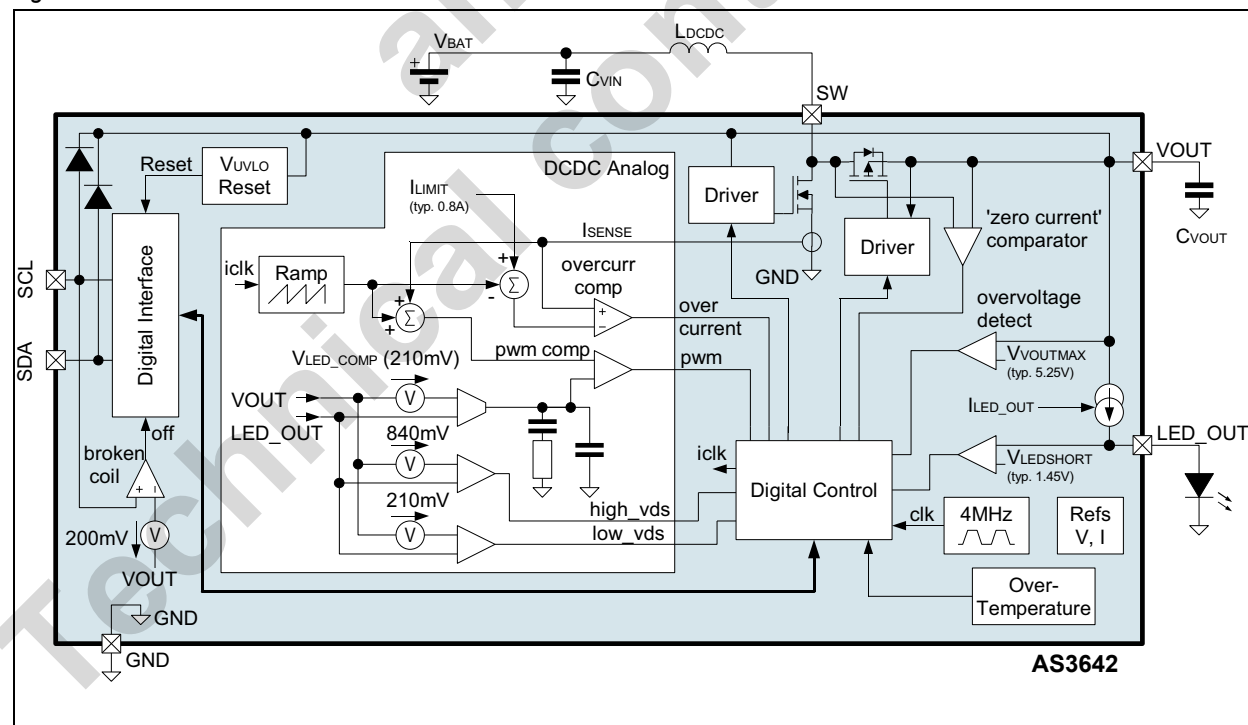 VBAT
LDCDC
+
CVIN
SW
VOUT
CVOUT
Reset
VUVLO
Reset
DCDC Analog
ILIMIT
(typ. 0.8A)
Driver
ISENSE
Driver
GND
'zero current'
comparator
SCL
SDA
Digital Interface
iclk
Ramp
+
-
Σ
+
+
Σ
overcurr
comp
+
−
over
current
overvoltage
detect
VVOUTMAX
(typ. 5.25V)
VLED_COMP (210mV)
pwm comp
pwm
VOUT
LED_OUT
V
ILED_OUT
LED_OUT
off
broken
coil
+ −
840mV
V
iclk
Digital Control
VLEDSHORT
(typ. 1.45V)
210mV
V
high_vds
low_vds
clk
4MHz
Refs
V, I
200mV
V
VOUT
Over-
Temperature
GND
GND
AS3642
Technical